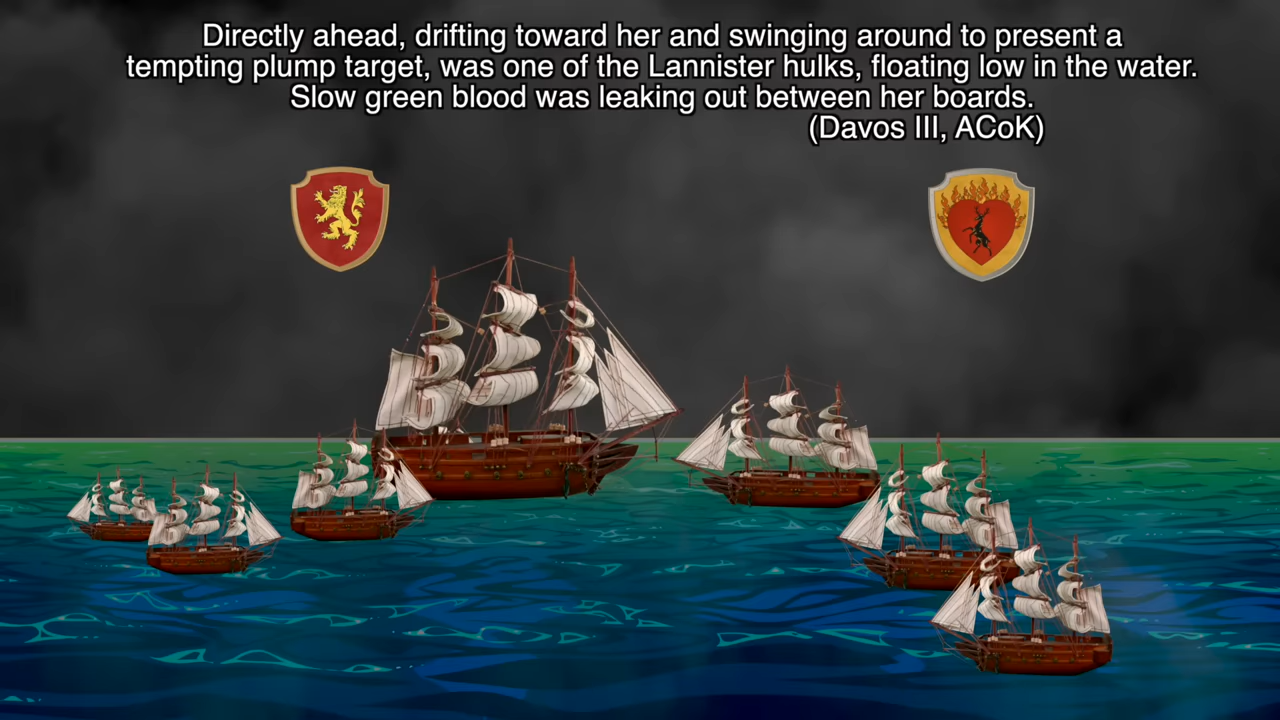 Directly ahead, drifting toward her and swinging around to present a
tempting plump target, was one of the Lannister hulks, floating low in the water.
Slow green blood was leaking out between her boards.
(Davos III, ACoK)